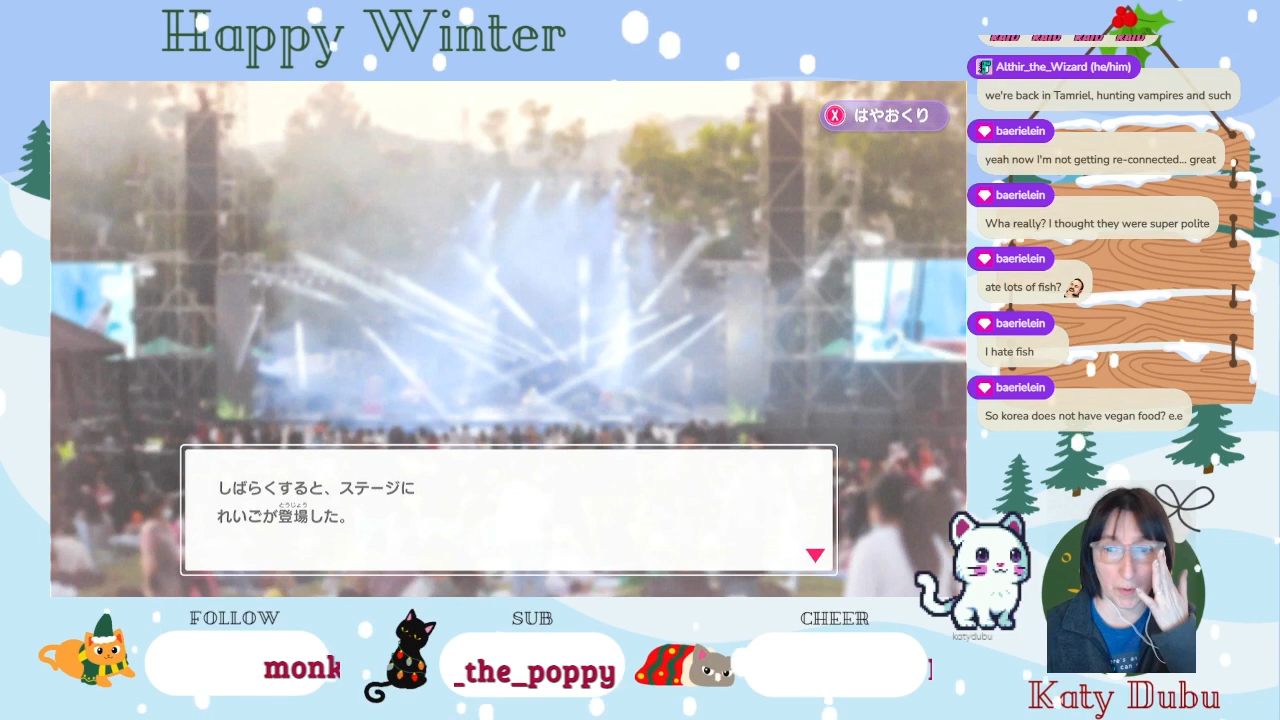 Happy Winter
X はやおくり
しばらくすると、ステージに
れいごが登場した。
とうじょう
RAID RAID RAID RAID
Althir_the_Wizard (he/him)
we're back in Tamriel, hunting vampires and such
baerielein
yeah now I'm not getting re-connected... great
baerielein
Wha really? I thought they were super polite
baerielein
ate lots of fish?
baerielein
I hate fish
baerielein
So korea does not have vegan food? e.e
katydubu
FOLLOW
monk
SUB
_the_poppy
CHEER
Katy Dubu